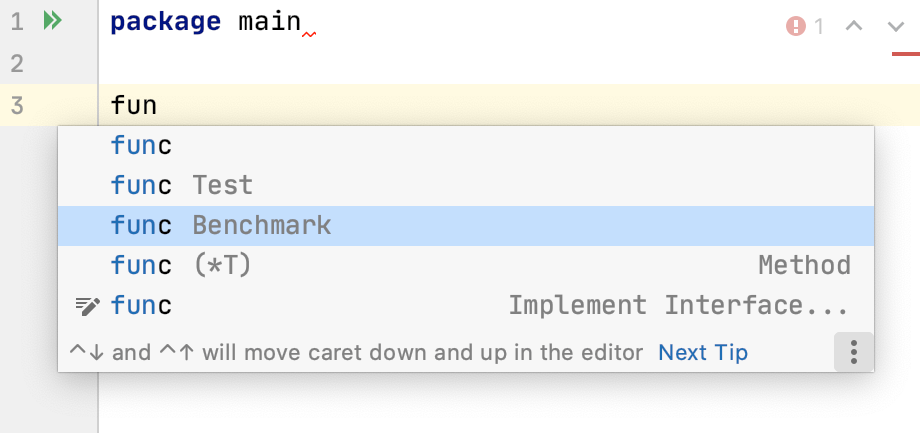 1 package main 1
2
3 fun
func
func Test
func Benchmark
func (*T) Method
func Implement Interface...
^↓ and ^↑ will move caret down and up in the editor Next Tip